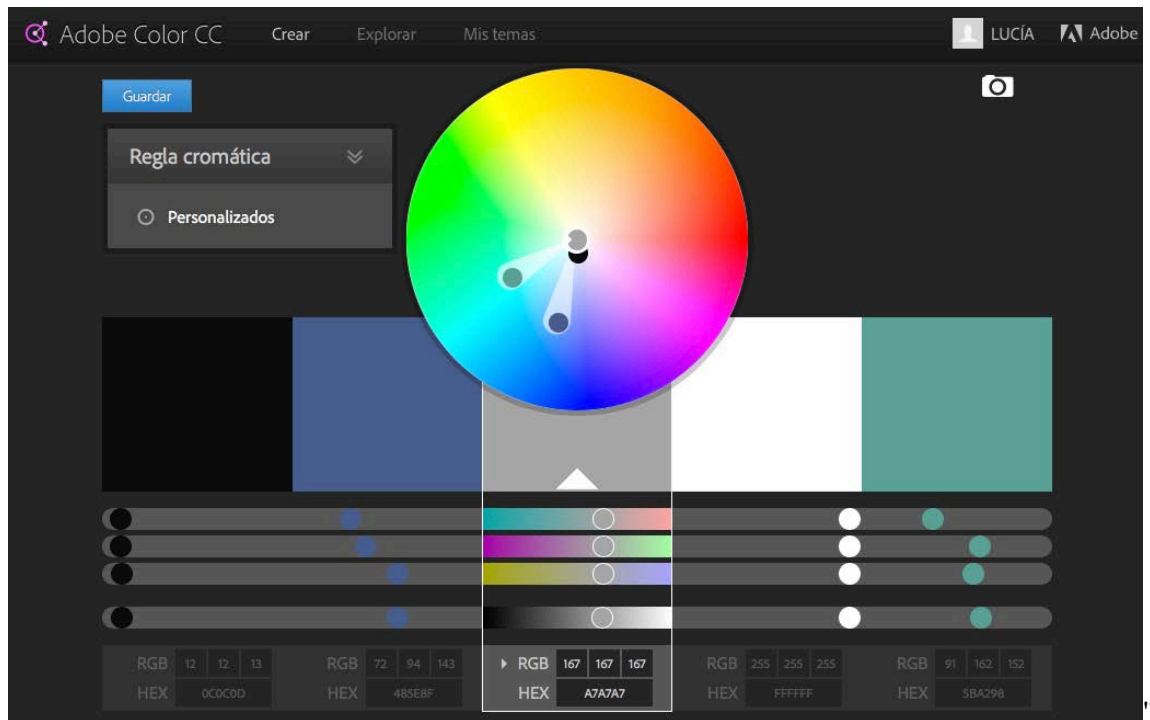 Adobe Color CC Crear Explorar Mis temas LUCÍA Adobe
Guardar
Regla cromática
Personalizados
RGB 12 12 13 RGB 72 94 143 RGB 167 167 167 RGB 255 255 255 RGB 91 162 152
HEX 0C0C0D HEX 485E8F HEX A7A7A7 HEX FFFFFF HEX 5BA298
"